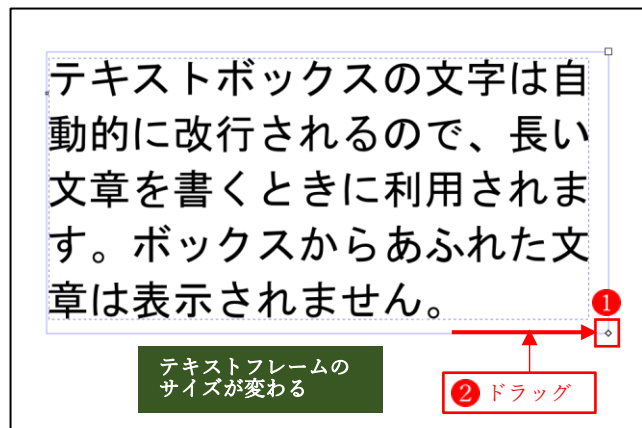 テキストボックスの文字は自
動的に改行されるので、長い
文章を書くときに利用されま
す。ボックスからあふれた文
章は表示されません。
❶
テキストフレームの
サイズが変わる
❷ドラッグ